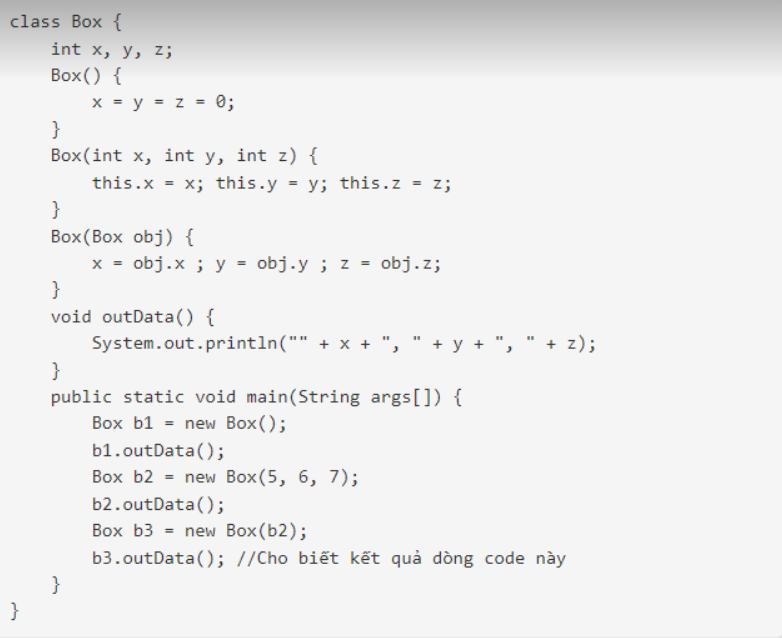 class Box {
    int x, y, z;
    Box() {
        x = y = z = 0;
    }
    Box(int x, int y, int z) {
        this.x = x; this.y = y; this.z = z;
    }
    Box(Box obj) {
        x = obj.x ; y = obj.y ; z = obj.z;
    }
    void outData() {
        System.out.println("" + x + ", " + y + ", " + z);
    }
    public static void main(String args[]) {
        Box b1 = new Box();
        b1.outData();
        Box b2 = new Box(5, 6, 7);
        b2.outData();
        Box b3 = new Box(b2);
        b3.outData(); //Cho biết kết quả dòng code này
    }
}